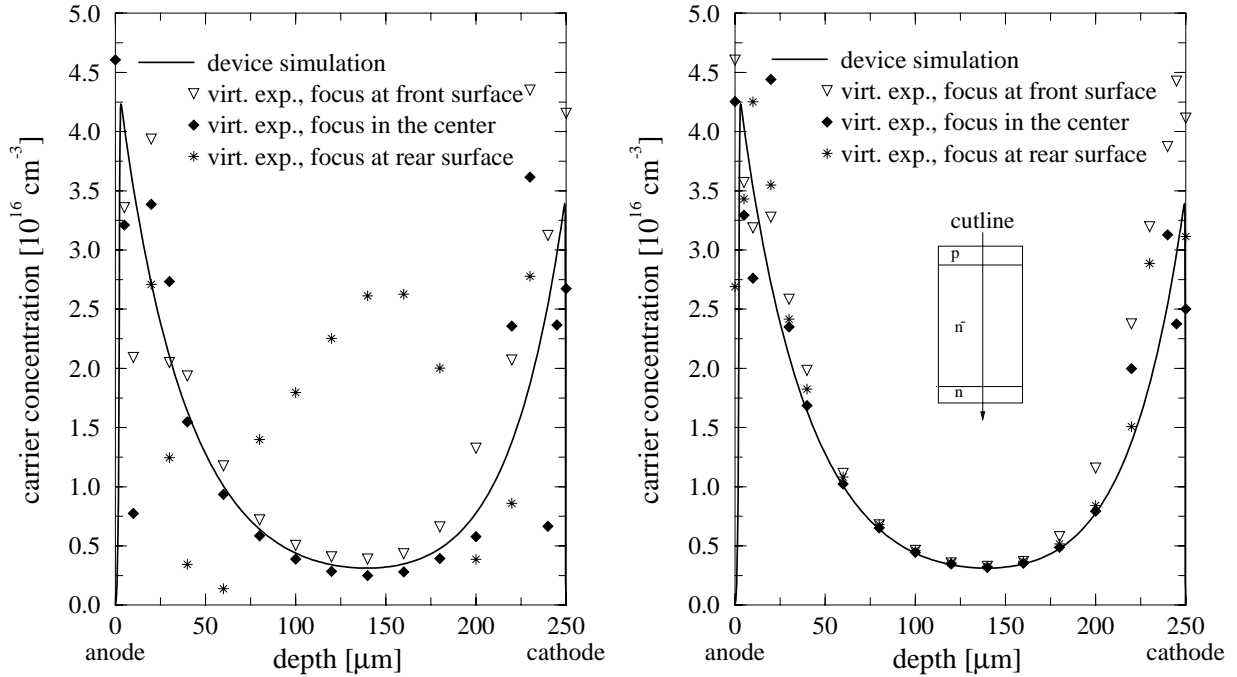 5.0
4.5
4.0
3.5
3.0
2.5
2.0
1.5
1.0
0.5
0.0
carrier concentration [10^16 cm^-3]
device simulation
virt. exp., focus at front surface
virt. exp., focus in the center
virt. exp., focus at rear surface
0 50 100 150 200 250
anode depth [μm] cathode
5.0
4.5
4.0
3.5
3.0
2.5
2.0
1.5
1.0
0.5
0.0
carrier concentration [10^16 cm^-3]
device simulation
virt. exp., focus at front surface
virt. exp., focus in the center
virt. exp., focus at rear surface
cutline
p
n^-
n
0 50 100 150 200 250
anode depth [μm] cathode